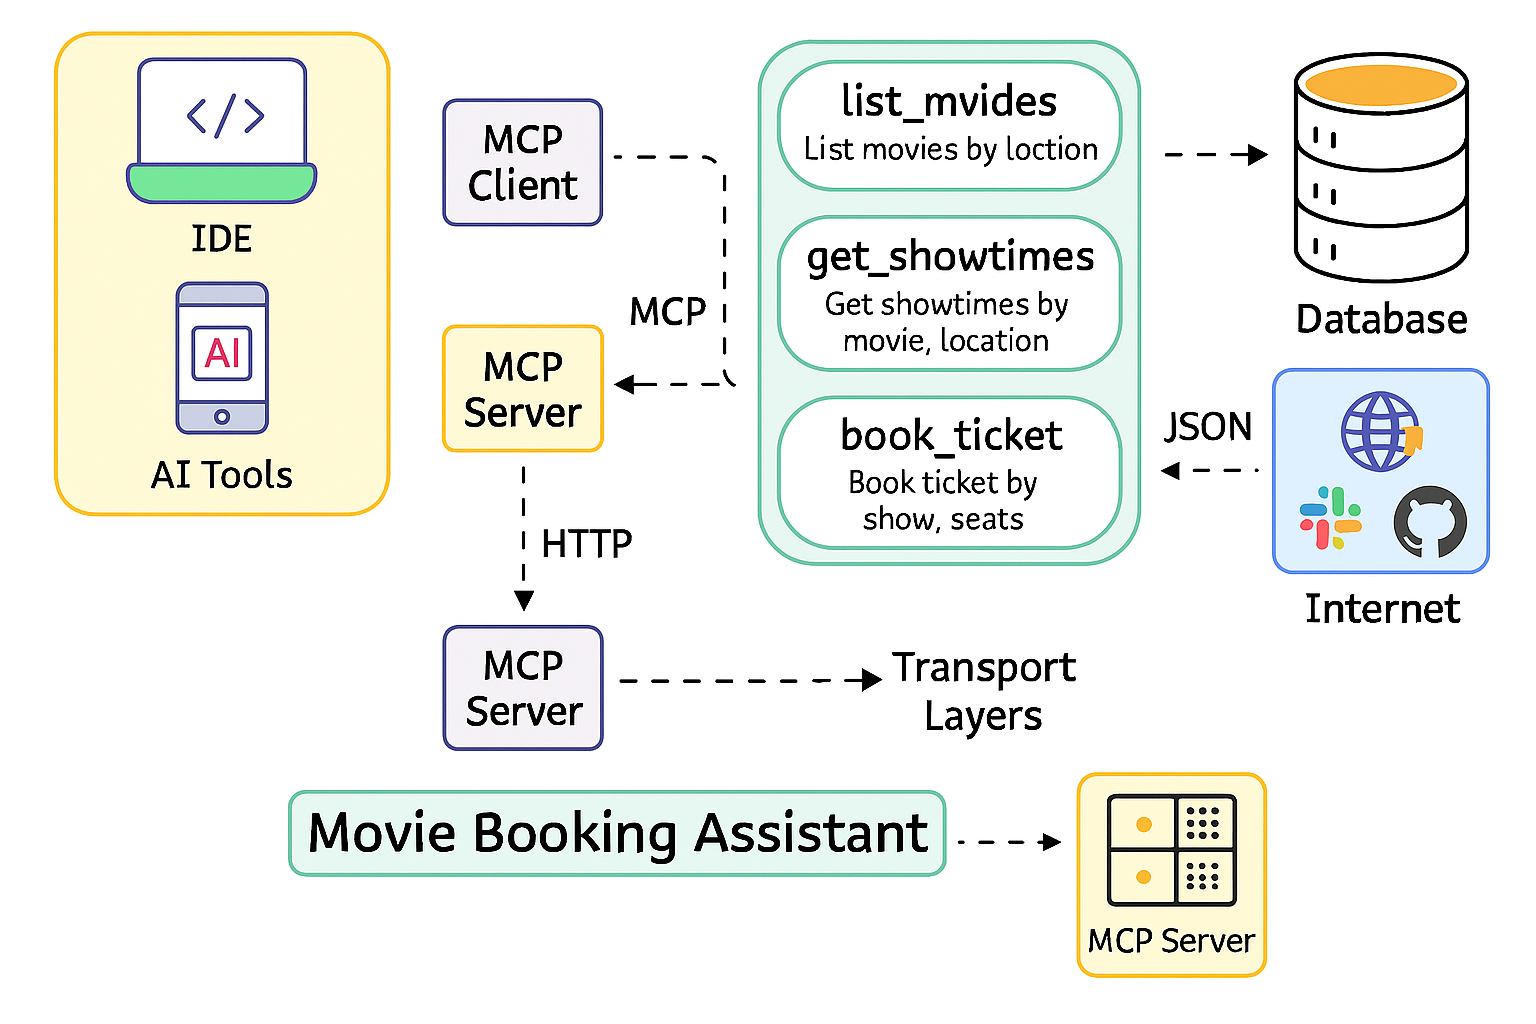 </>
IDE
AI
AI Tools
MCP
Client
MCP
MCP
Server
HTTP
MCP
Server
list_mvides
List movies by loction
get_showtimes
Get showtimes by
movie, location
book_ticket
Book ticket by
show, seats
Database
JSON
Internet
Transport
Layers
Movie Booking Assistant
MCP Server